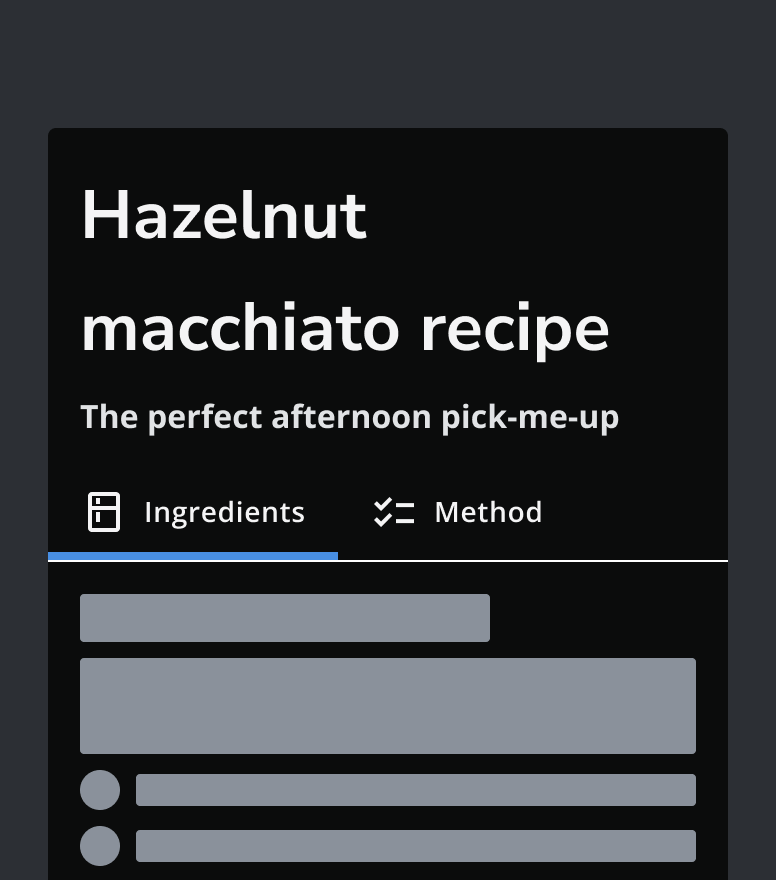 Hazelnut
macchiato recipe
The perfect afternoon pick-me-up
Ingredients
Method